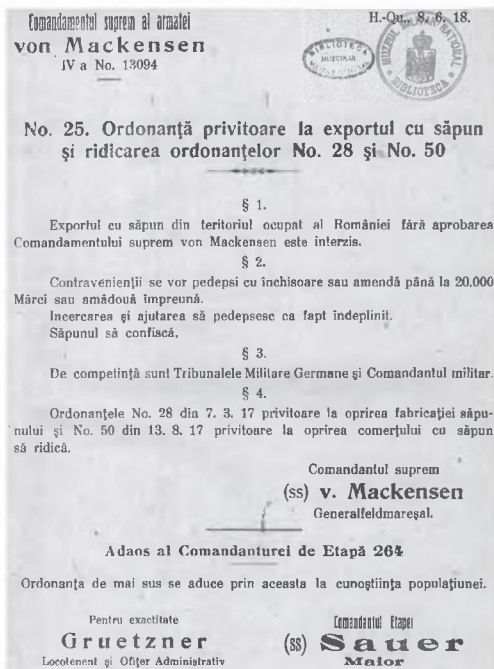 Comandamentul suprem al armatei
von Mackensen
IV a No. 13094
H.-Qu., 8. 6. 18.
BIBLIOTECA
MUZEUL NATIONAL
BIBLIOTECA
No. 25. Ordonanță privitoare la exportul cu săpun
și ridicarea ordonanțelor No. 28 și No. 50
§ 1.
Exportul cu săpun din teritoriul ocupat al României fără aprobarea
Comandamentului suprem von Mackensen este interzis.
§ 2.
Contravenienții se vor pedepsi cu închisoare sau amendă până la 20.000
Mărci sau amâdouă împreună.
Incercarea și ajutarea să pedepsesc ca fapt îndeplinit.
Săpunul să confiscă.
§ 3.
De competință sunt Tribunalele Militare Germane și Comandantul militar.
§ 4.
Ordonanțele No. 28 din 7. 3. 17 privitoare la oprirea fabricației săpu-
nului și No. 50 din 13. 8. 17 privitoare la oprirea comerțului cu săpun
să ridică.
Comandantul suprem
(ss) v. Mackensen
Generalfeldmareșal.
Adaos al Comandanturei de Etapă 264
Ordonanța de mai sus se aduce prin aceasta la cunoștiința populațiunei.
Pentru exactitate
Gruetzner
Locotenent și Ofițer Administrativ
Comandantul Etapei
(ss) Sauer
Maior